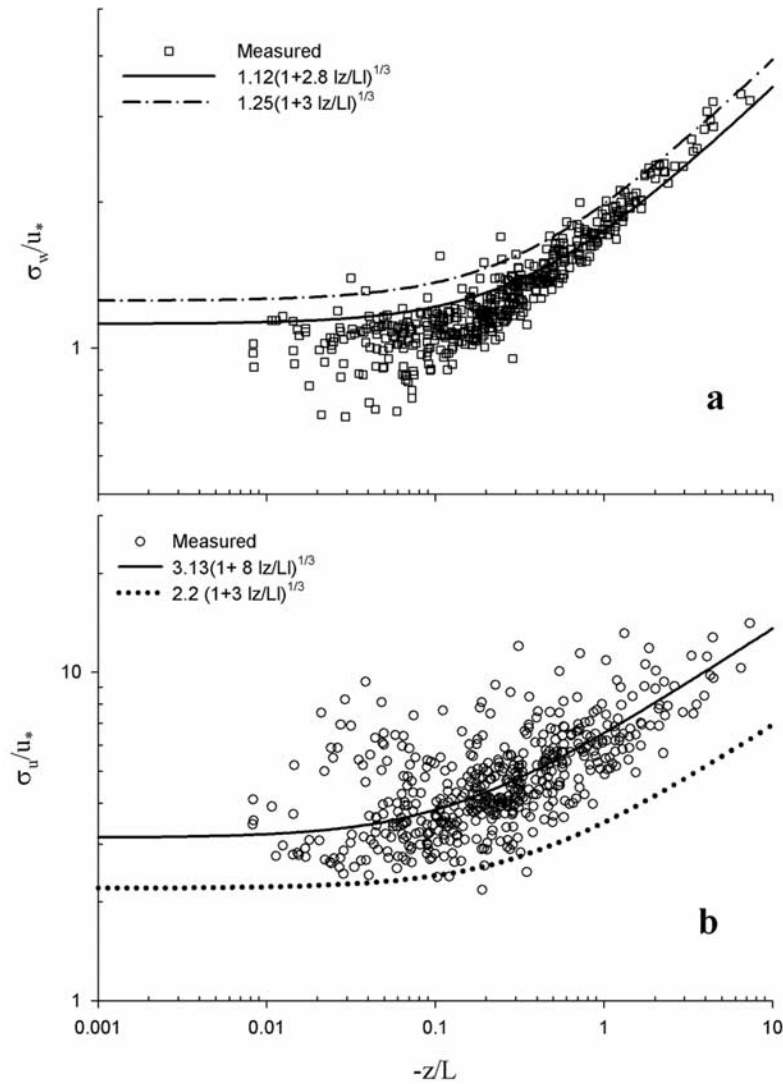 Measured
1.12(1+2.8 lz/Ll)^1/3
1.25(1+3 lz/Ll)^1/3
σw/u*
1
a
Measured
3.13(1+ 8 lz/Ll)^1/3
2.2 (1+3 lz/Ll)^1/3
10
σu/u*
b
1
0.001 0.01 0.1 1 10
-z/L